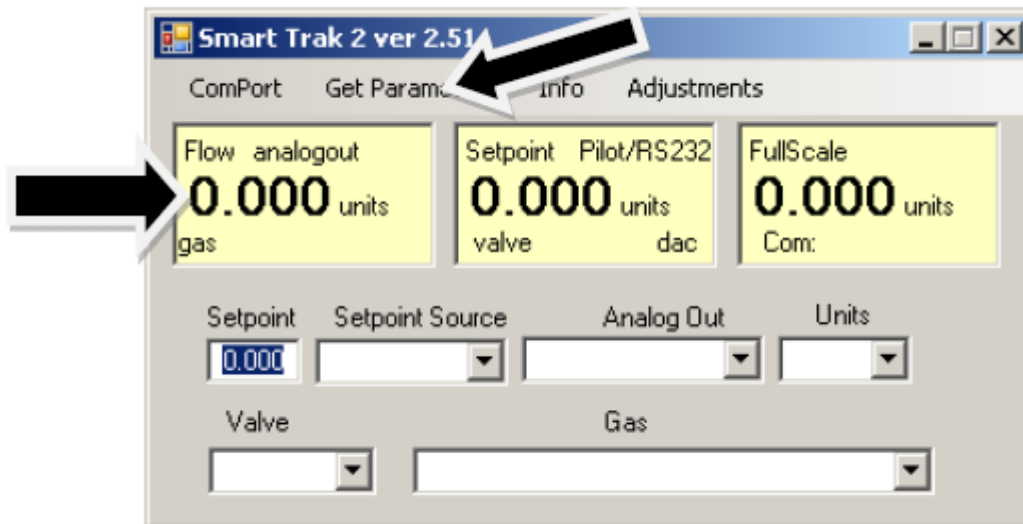 Smart Trak 2 ver 2.51
ComPort Get Param Info Adjustments
Flow analogout
0.000 units
gas
Setpoint Pilot/RS232
0.000 units
valve dac
FullScale
0.000 units
Com:
Setpoint Setpoint Source Analog Out Units
0.000
Valve Gas